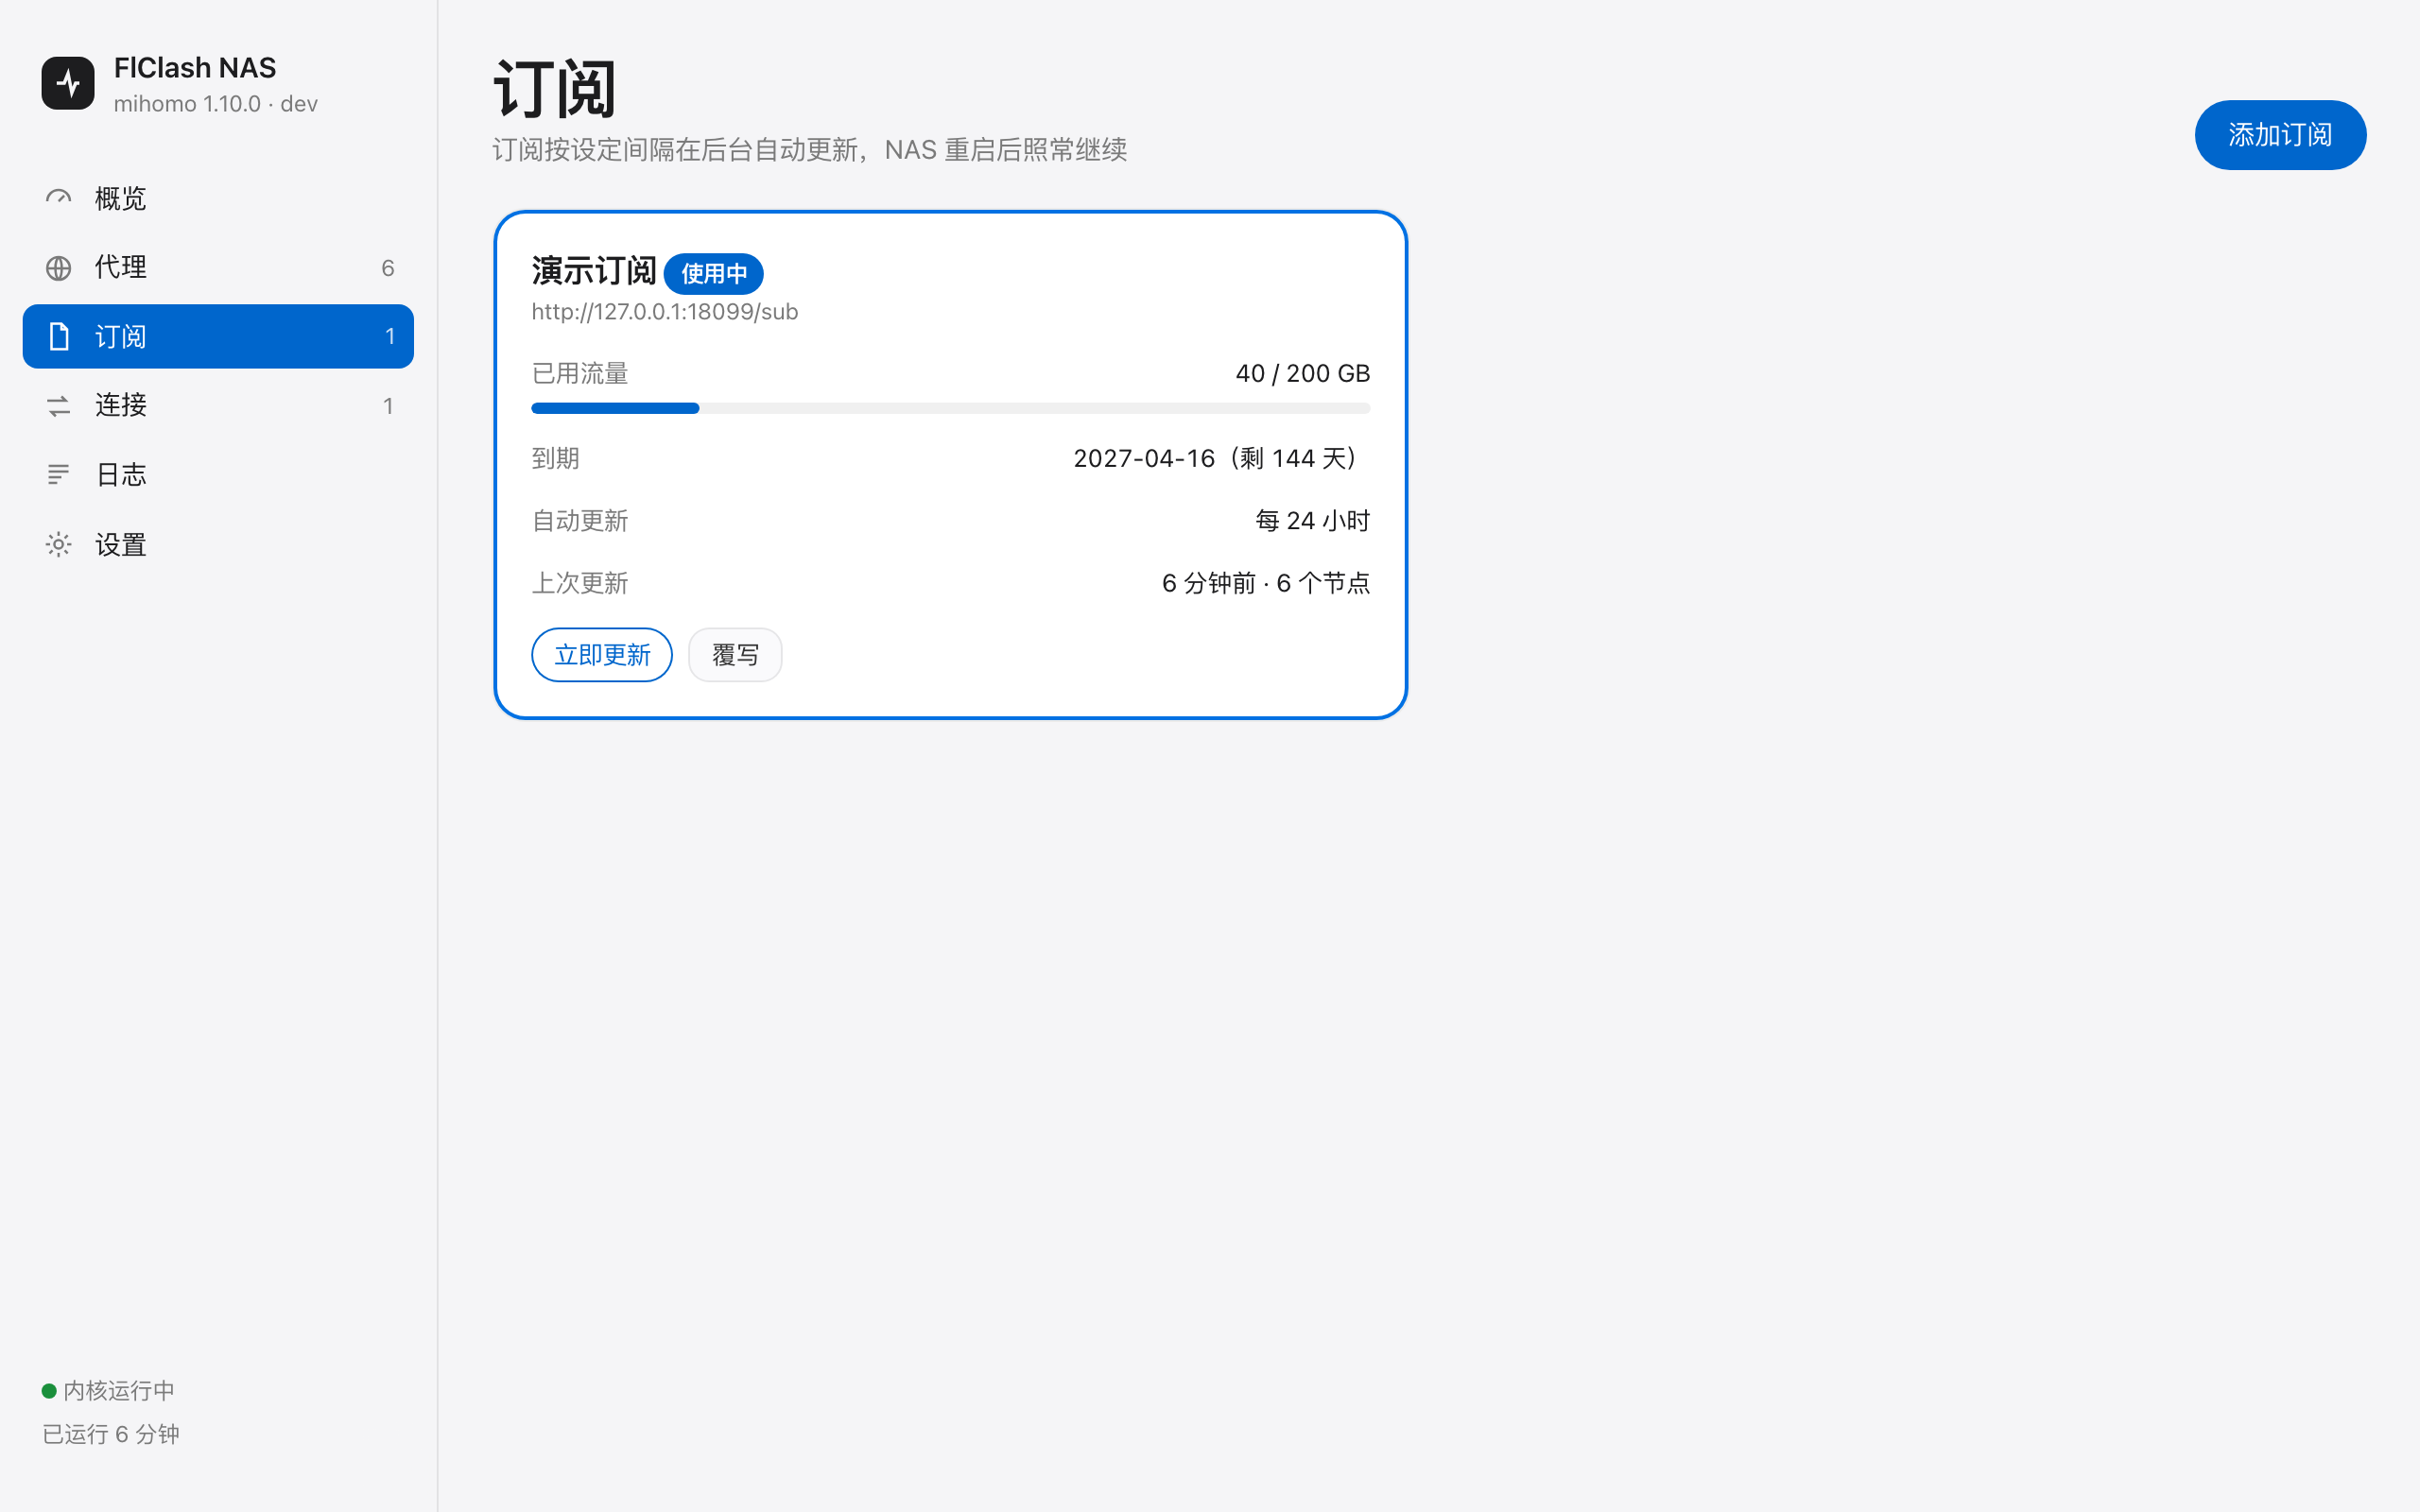 FlClash NAS
mihomo 1.10.0 · dev
概览
代理 6
订阅 1
连接 1
日志
设置
内核运行中
已运行 6 分钟
订阅
订阅按设定间隔在后台自动更新，NAS 重启后照常继续
添加订阅
演示订阅 使用中
http://127.0.0.1:18099/sub
已用流量 40 / 200 GB
到期 2027-04-16（剩 144 天）
自动更新 每 24 小时
上次更新 6 分钟前 · 6 个节点
立即更新 覆写